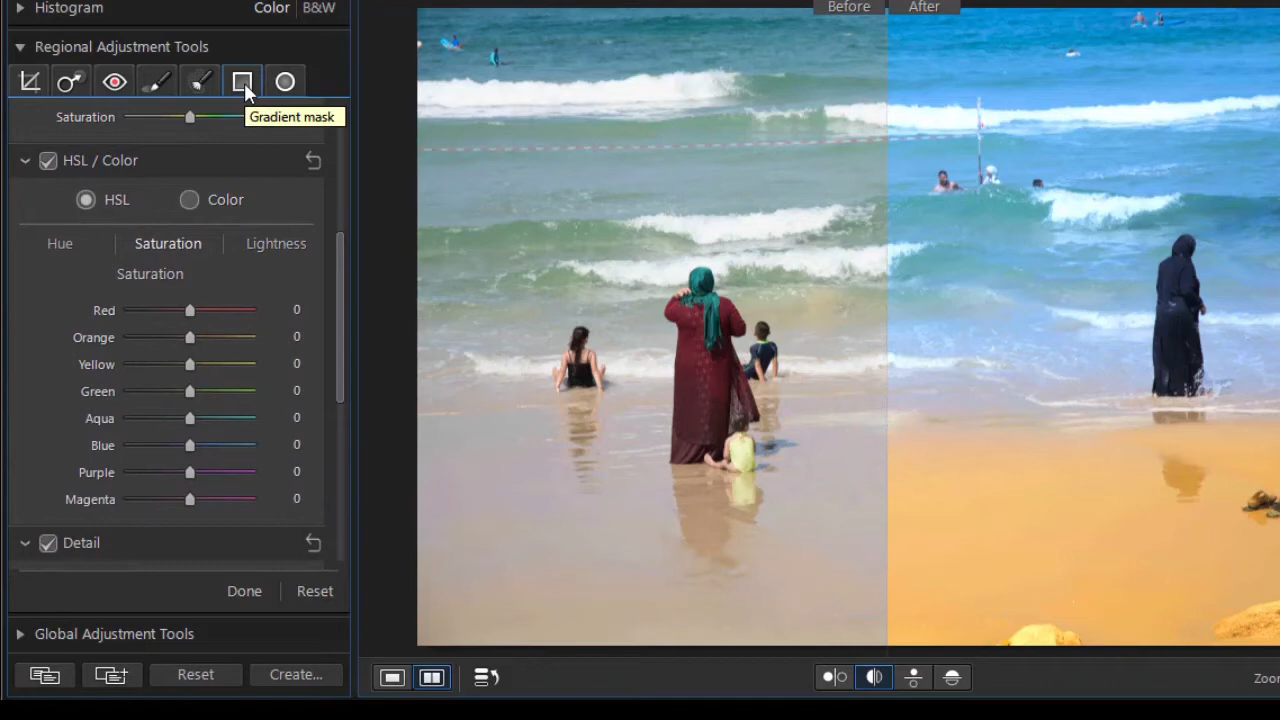 Histogram Color B&W
Before After
Regional Adjustment Tools
Gradient mask
Saturation
HSL / Color
HSL Color
Hue Saturation Lightness
Saturation
Red 0
Orange 0
Yellow 0
Green 0
Aqua 0
Blue 0
Purple 0
Magenta 0
Detail
Done Reset
Global Adjustment Tools
Reset Create...
Zoo